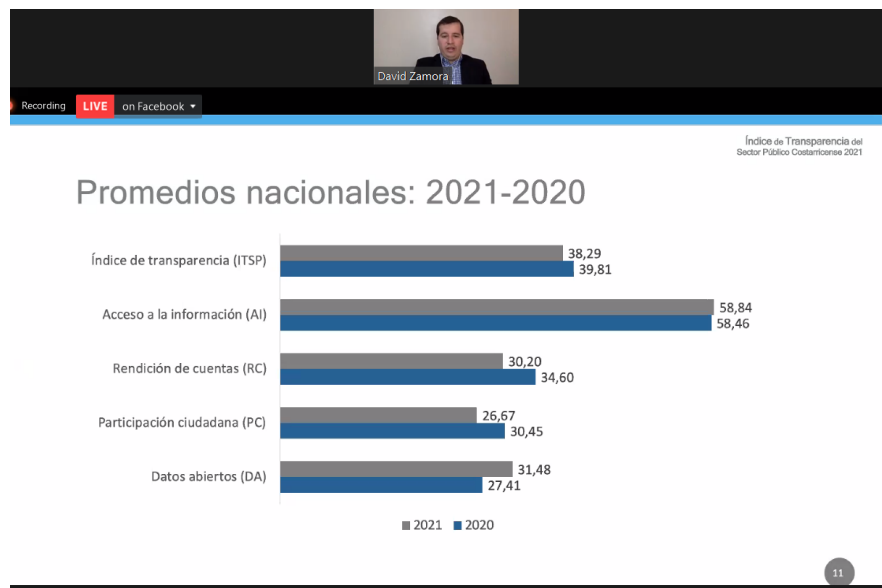 David Zamora
Recording
LIVE on Facebook
Índice de Transparencia del
Sector Público Costarricense 2021
Promedios nacionales: 2021-2020
Índice de transparencia (ITSP)
38,29
39,81
Acceso a la información (AI)
58,84
58,46
Rendición de cuentas (RC)
30,20
34,60
Participación ciudadana (PC)
26,67
30,45
Datos abiertos (DA)
31,48
27,41
2021 2020
11